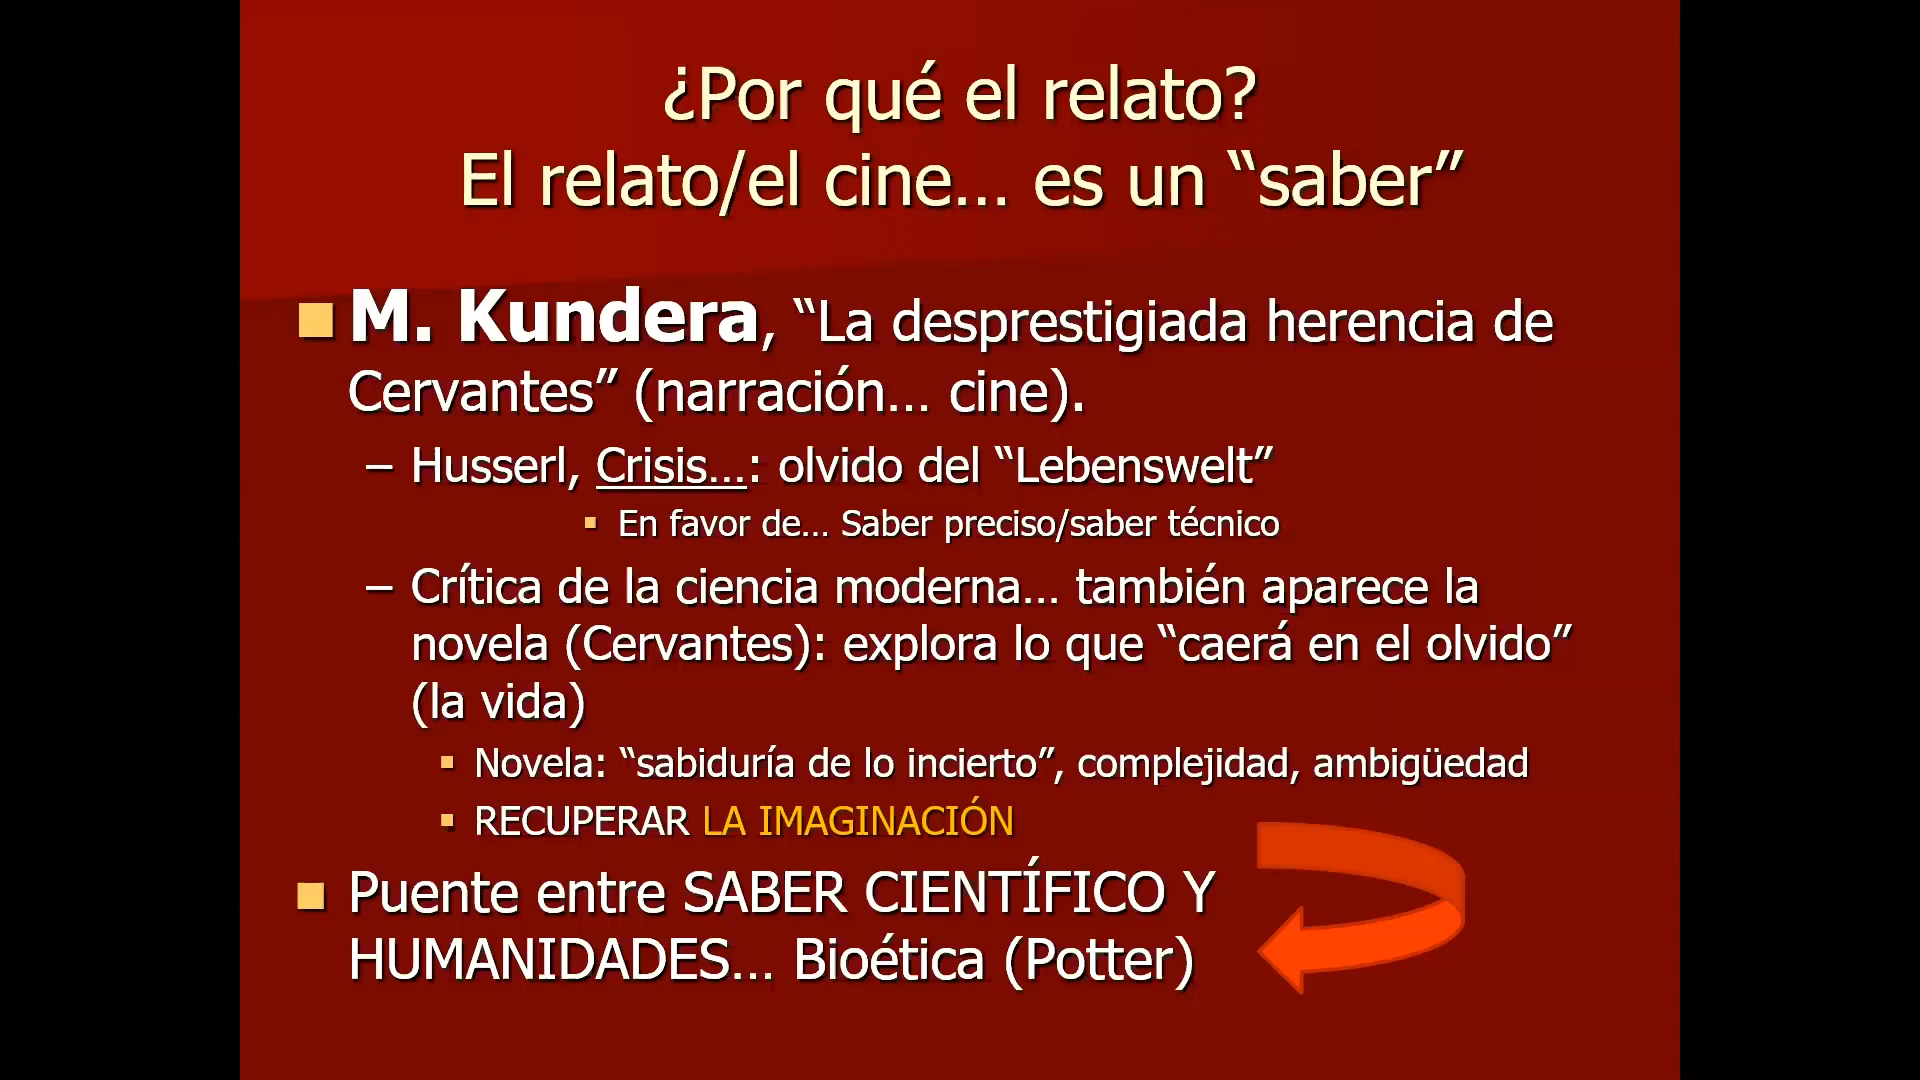 ¿Por qué el relato?
El relato/el cine… es un “saber”
M. Kundera, “La desprestigiada herencia de
Cervantes” (narración… cine).
– Husserl, Crisis…: olvido del “Lebenswelt”
En favor de… Saber preciso/saber técnico
– Crítica de la ciencia moderna… también aparece la
novela (Cervantes): explora lo que “caerá en el olvido”
(la vida)
Novela: “sabiduría de lo incierto”, complejidad, ambigüedad
RECUPERAR LA IMAGINACIÓN
Puente entre SABER CIENTÍFICO Y
HUMANIDADES… Bioética (Potter)